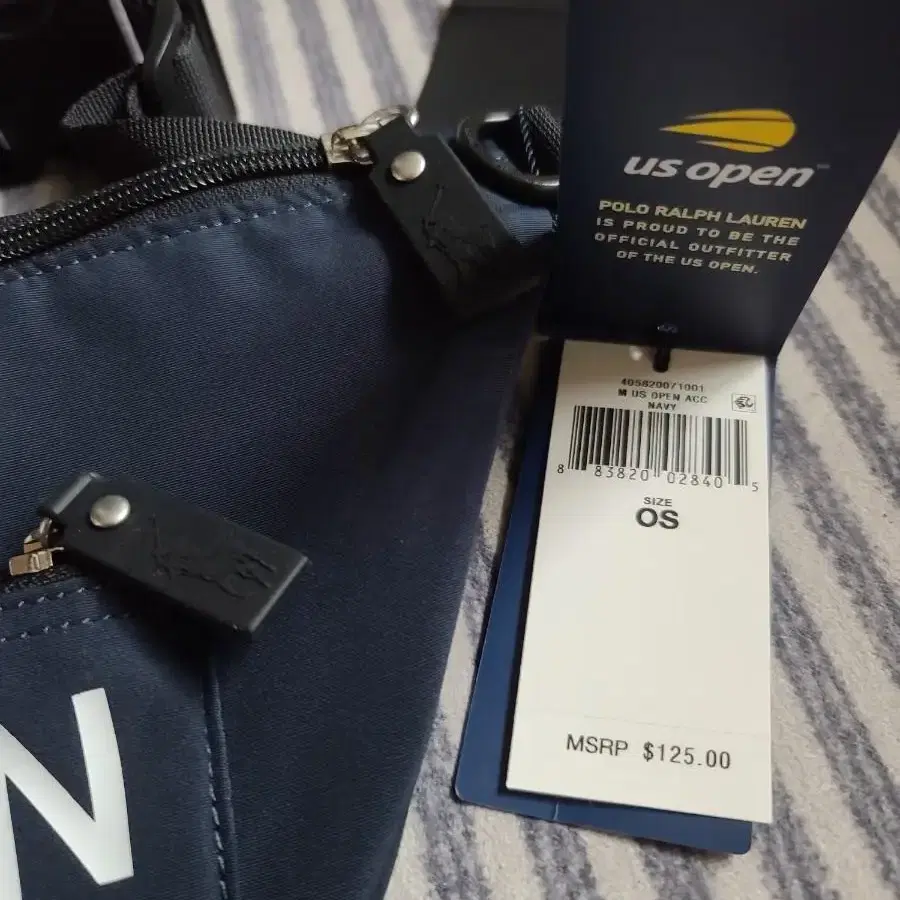 us open
POLO RALPH LAUREN
IS PROUD TO BE THE
OFFICIAL OUTFITTER
OF THE US OPEN.
405820071001
M US OPEN ACC
NAVY
8 83820 02840 5
SIZE
OS
MSRP $125.00
N